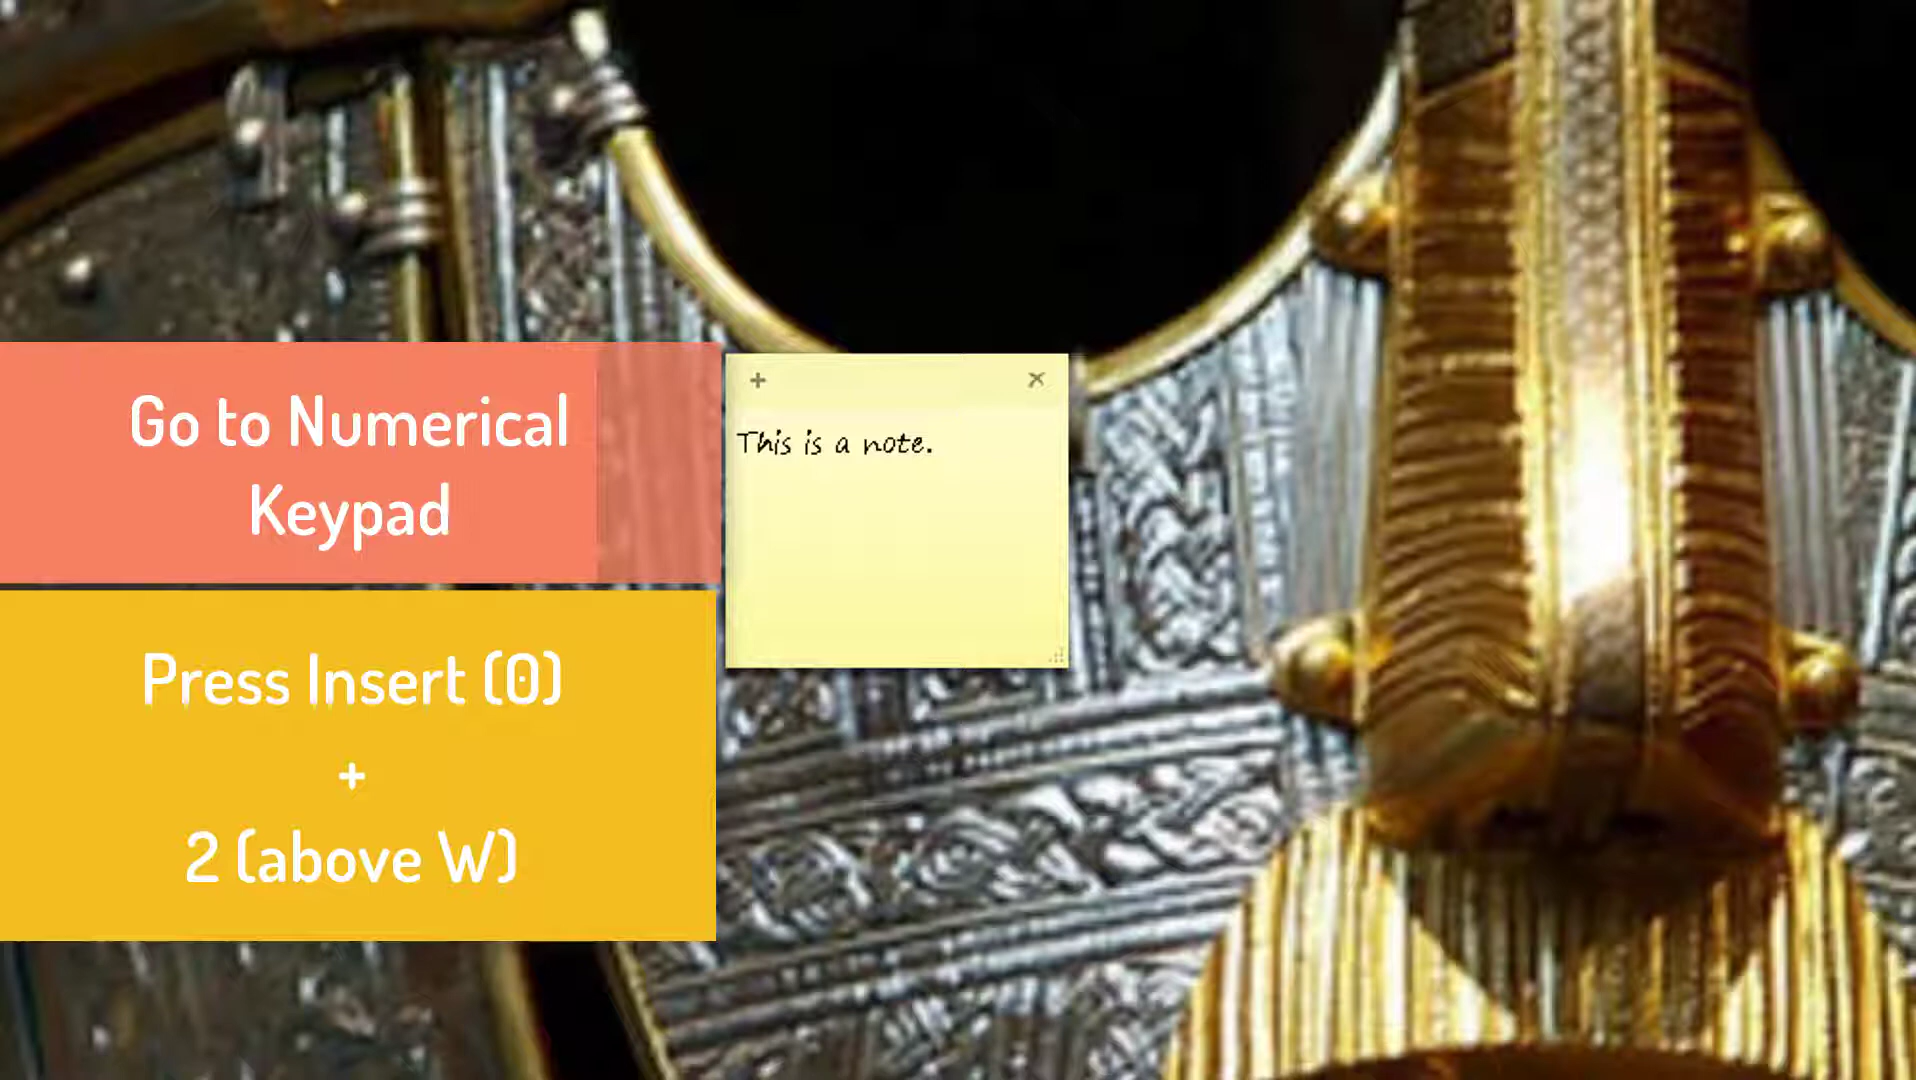 Go to Numerical
Keypad
This is a note.
Press Insert (0)
+
2 (above W)